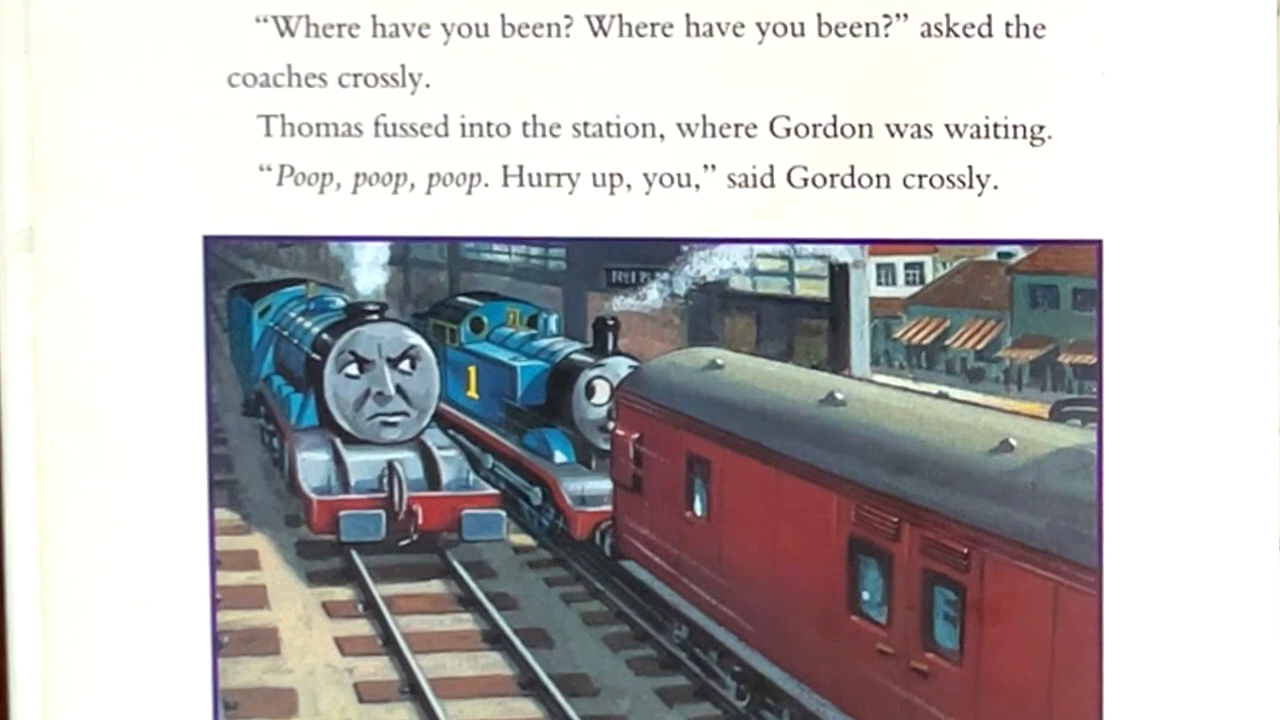 “Where have you been? Where have you been?” asked the
coaches crossly.
Thomas fussed into the station, where Gordon was waiting.
“Poop, poop, poop. Hurry up, you,” said Gordon crossly.
1
1